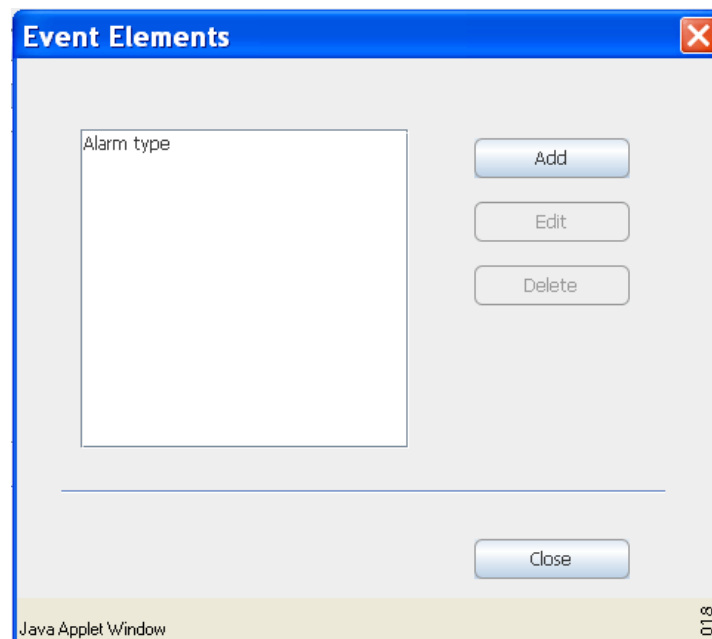 Event Elements
Alarm type
Add
Edit
Delete
Close
Java Applet Window
018